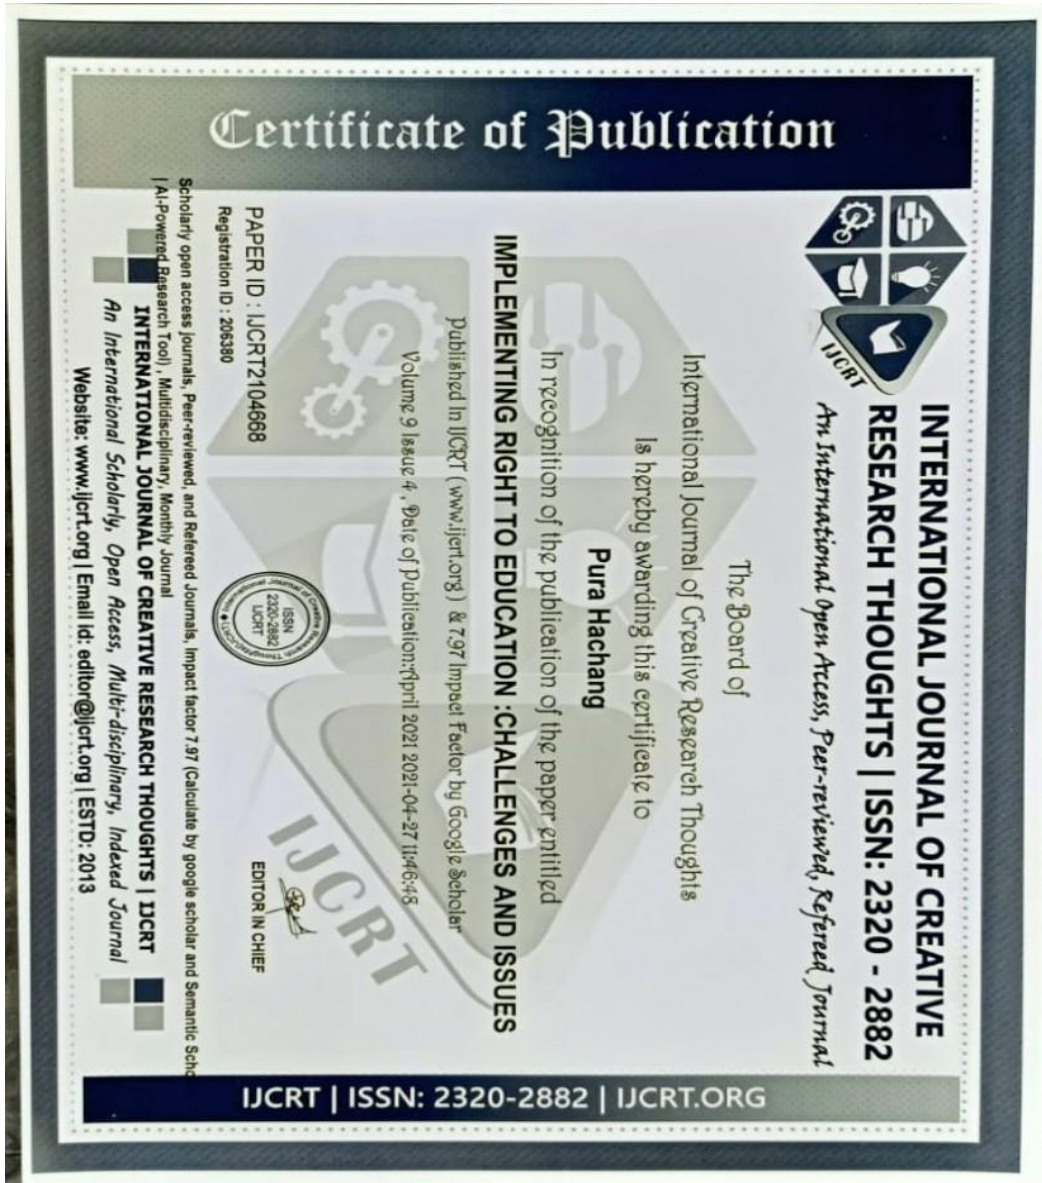 Certificate of Publication
INTERNATIONAL JOURNAL OF CREATIVE
RESEARCH THOUGHTS | ISSN: 2320 - 2882
An International Open Access, Peer-reviewed, Refereed Journal
IJCRT
The Board of
International Journal of Creative Research Thoughts
Is hereby awarding this certificate to
Pura Hachang
In recognition of the publication of the paper entitled
IMPLEMENTING RIGHT TO EDUCATION :CHALLENGES AND ISSUES
Published In IJCRT ( www.ijcrt.org ) & 7.97 Impact Factor by Google Scholar
Volume 9 Issue 4 , Date of Publication:April 2021 2021-04-27 11:46:48
IJCRT
PAPER ID : IJCRT2104668
Registration ID : 206380
ISSN
2320-2882
IJCRT
International Journal of Creative Research Thoughts
EDITOR IN CHIEF
Scholarly open access journals, Peer-reviewed, and Refereed Journals, Impact factor 7.97 (Calculate by google scholar and Semantic Scho
| AI-Powered Research Tool) , Multidisciplinary, Monthly Journal
INTERNATIONAL JOURNAL OF CREATIVE RESEARCH THOUGHTS | IJCRT
An International Scholarly, Open Access, Multi-disciplinary, Indexed Journal
Website: www.ijcrt.org | Email id: editor@ijcrt.org | ESTD: 2013
IJCRT | ISSN: 2320-2882 | IJCRT.ORG